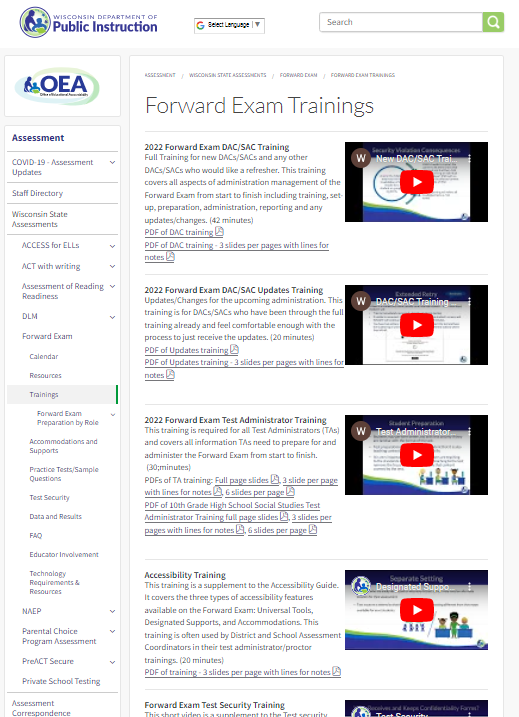 WISCONSIN DEPARTMENT OF
Public Instruction
Select Language ▼
Search
OEA
Office of Educational Accountability
Assessment
COVID-19 - Assessment
Updates
Staff Directory
Wisconsin State
Assessments
ACCESS for ELLs
ACT with writing
Assessment of Reading
Readiness
DLM
Forward Exam
Calendar
Resources
Trainings
Forward Exam
Preparation by Role
Accommodations and
Supports
Practice Tests/Sample
Questions
Test Security
Data and Results
FAQ
Educator Involvement
Technology
Requirements &
Resources
NAEP
Parental Choice
Program Assessment
PreACT Secure
Private School Testing
Assessment
Correspondence
ASSESSMENT / WISCONSIN STATE ASSESSMENTS / FORWARD EXAM / FORWARD EXAM TRAININGS
Forward Exam Trainings
2022 Forward Exam DAC/SAC Training
Full Training for new DACs/SACs and any other
DACs/SACs who would like a refresher. This training
covers all aspects of administration management of the
Forward Exam from start to finish including training, set-
up, preparation, administration, reporting and any
updates/changes. (42 minutes)
PDF of DAC training
PDF of DAC training - 3 slides per pages with lines for
notes
Security Violation Consequences
W New DAC/SAC Trai...
2022 Forward Exam DAC/SAC Updates Training
Updates/Changes for the upcoming administration. This
training is for DACs/SACs who have been through the full
training already and feel comfortable enough with the
process to just receive the updates. (20 minutes)
PDF of Updates training
PDF of Updates training - 3 slides per pages with lines for
notes
Extended Retry
W DAC/SAC Training
2022 Forward Exam Test Administrator Training
This training is required for all Test Administrators (TAs)
and covers all information TAs need to prepare for and
administer the Forward Exam from start to finish.
(30;minutes)
PDFs of TA training: Full page slides, 3 slide per page
with lines for notes, 6 slides per page
PDF of 10th Grade High School Social Studies Test
Administrator Training full page slides, 3 slides per
pages with lines for notes, 6 slides per page
Student Preparation
W Test Administrator
Accessibility Training
This training is a supplement to the Accessibility Guide.
It covers the three types of accessibility features
available on the Forward Exam: Universal Tools,
Designated Supports, and Accommodations. This
training is often used by District and School Assessment
Coordinators in their test administrator/proctor
trainings. (20 minutes)
PDF of training - 3 slides per page with lines for notes
Separate Setting
Designated Suppo...
Forward Exam Test Security Training
This short video is a supplement to the Test security
Receives and Keeps Confidentiality Forms?
Test Security